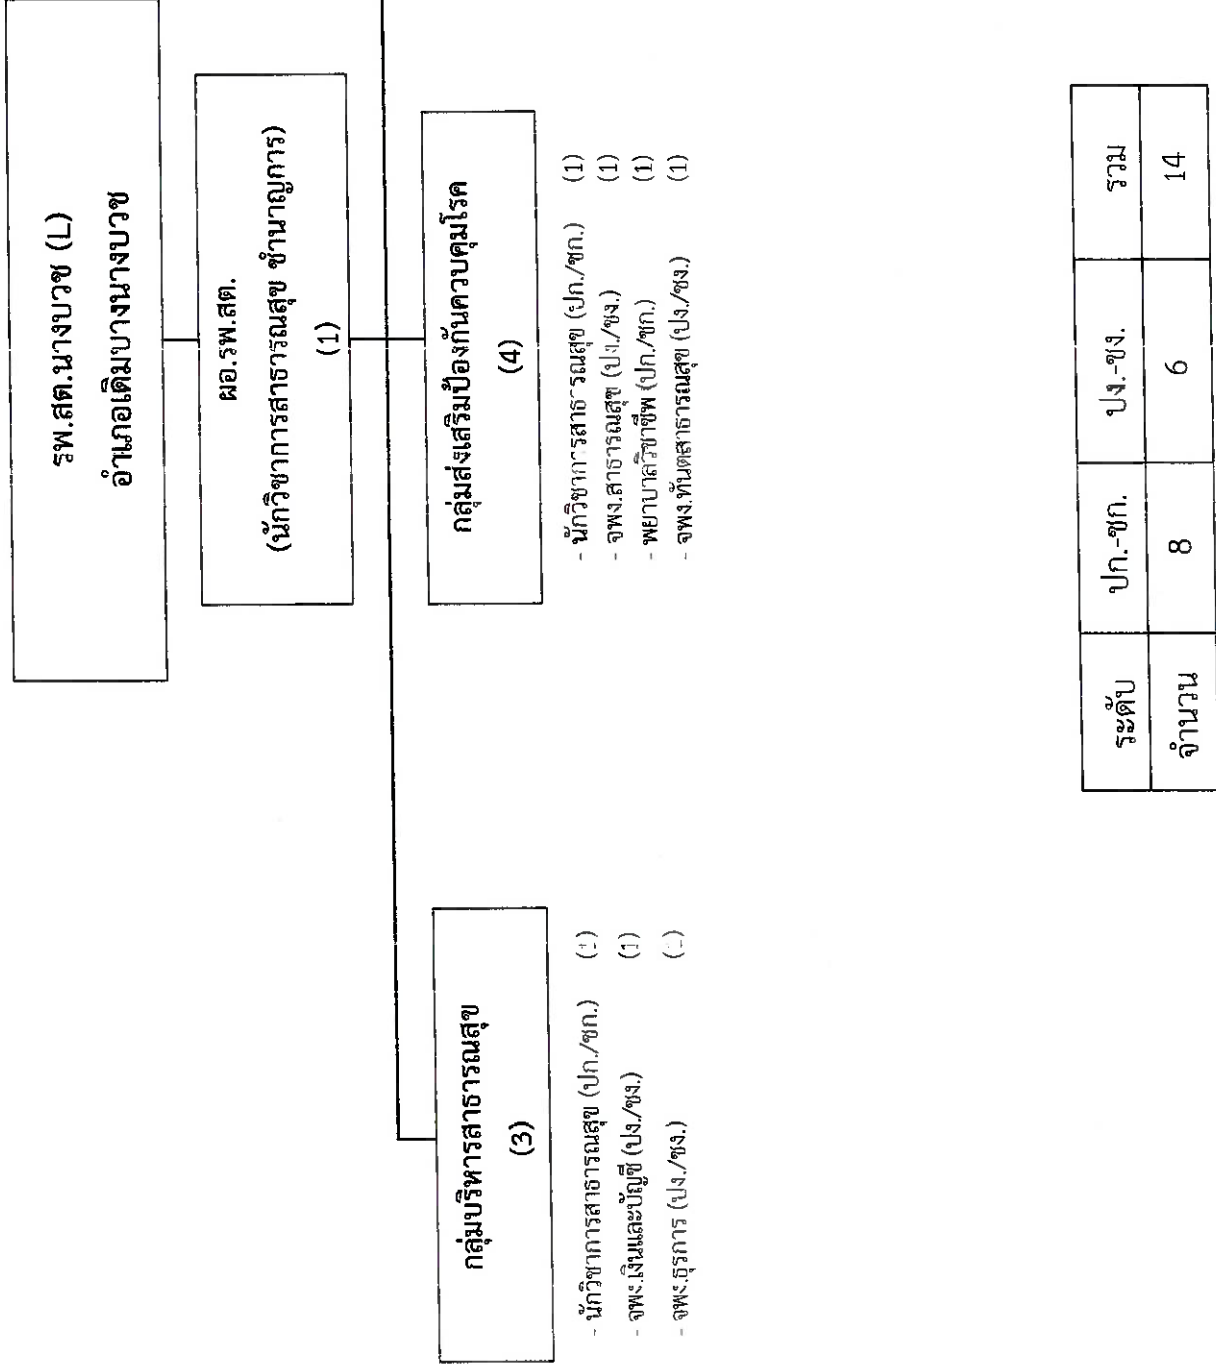 รพ.สต.นางบวช (L)
อำเภอเดิมบางนางบวช
ผอ.รพ.สต.
(นักวิชาการสาธารณสุข ชำนาญการ)
(1)
กลุ่มบริหารสาธารณสุข
(3)
- นักวิชาการสาธารณสุข (ปก./ชก.) (1)
- จพง.เงินและบัญชี (ปง./ชง.) (1)
- จพง.ธุรการ (ปง./ชง.) (1)
กลุ่มส่งเสริมป้องกันควบคุมโรค
(4)
- นักวิชาการสาธารณสุข (ปก./ชก.) (1)
- จพง.สาธารณสุข (ปง./ชง.) (1)
- พยาบาลวิชาชีพ (ปก./ชก.) (1)
- จพง.ทันตสาธารณสุข (ปง./ชง.) (1)
ระดับ ปก.-ชก. ปง.-ชง. รวม
จำนวน 8 6 14